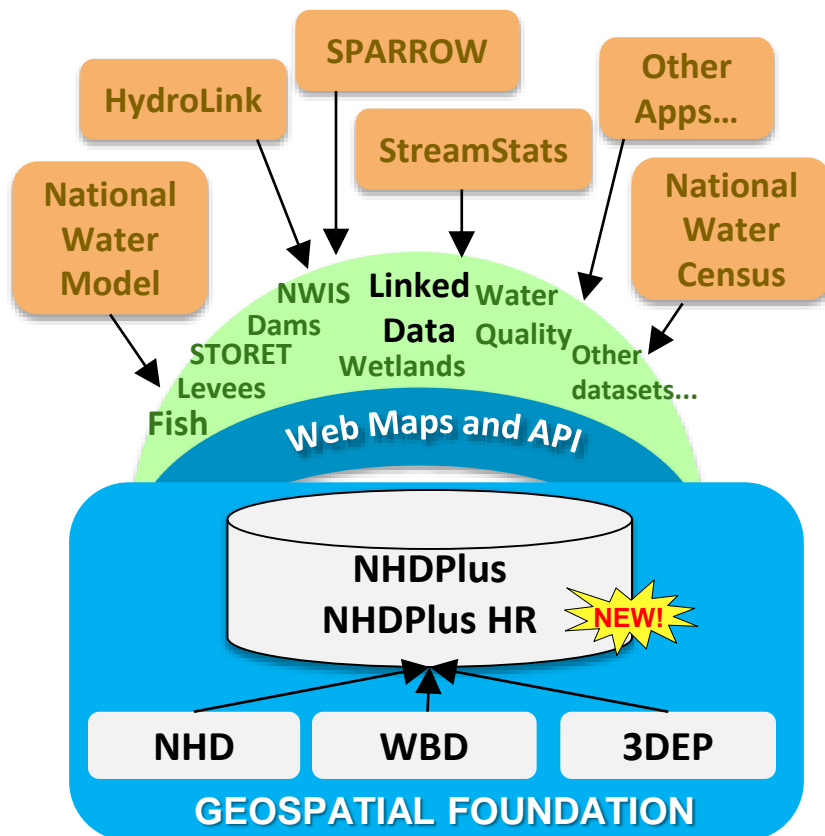 SPARROW
HydroLink
Other
Apps...
StreamStats
National
Water
Model
National
Water
Census
NWIS
Dams
STORET
Levees
Fish
Linked
Data
Wetlands
Water
Quality
Other
datasets...
Web Maps and API
NHDPlus
NHDPlus HR
NEW!
NHD
WBD
3DEP
GEOSPATIAL FOUNDATION